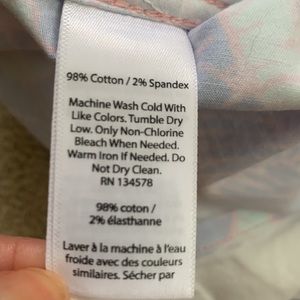 98% Cotton / 2% Spandex
Machine Wash Cold With
Like Colors. Tumble Dry
Low. Only Non-Chlorine
Bleach When Needed.
Warm Iron If Needed. Do
Not Dry Clean.
RN 134578
98% coton /
2% élasthanne
Laver à la machine à l'eau
froide avec des couleurs
similaires. Sécher par